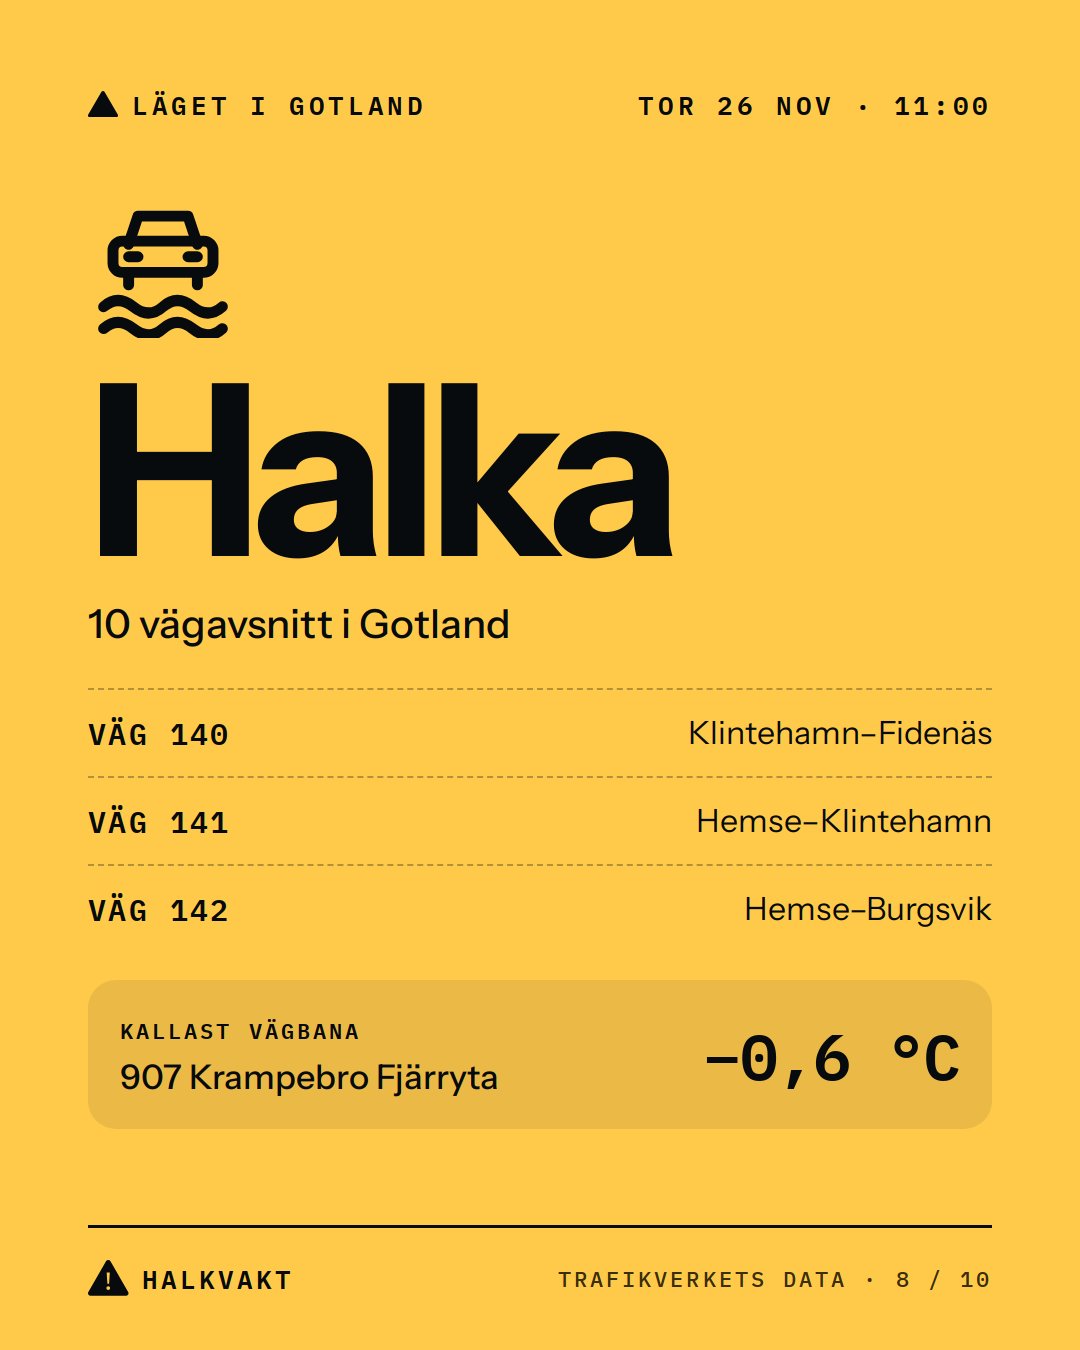 LÄGET I GOTLAND
TOR 26 NOV · 11:00
Halka
10 vägavsnitt i Gotland
VÄG 140 Klintehamn–Fidenäs
VÄG 141 Hemse–Klintehamn
VÄG 142 Hemse–Burgsvik
KALLAST VÄGBANA
907 Krampebro Fjärryta
−0,6 °C
HALKVAKT
TRAFIKVERKETS DATA · 8 / 10